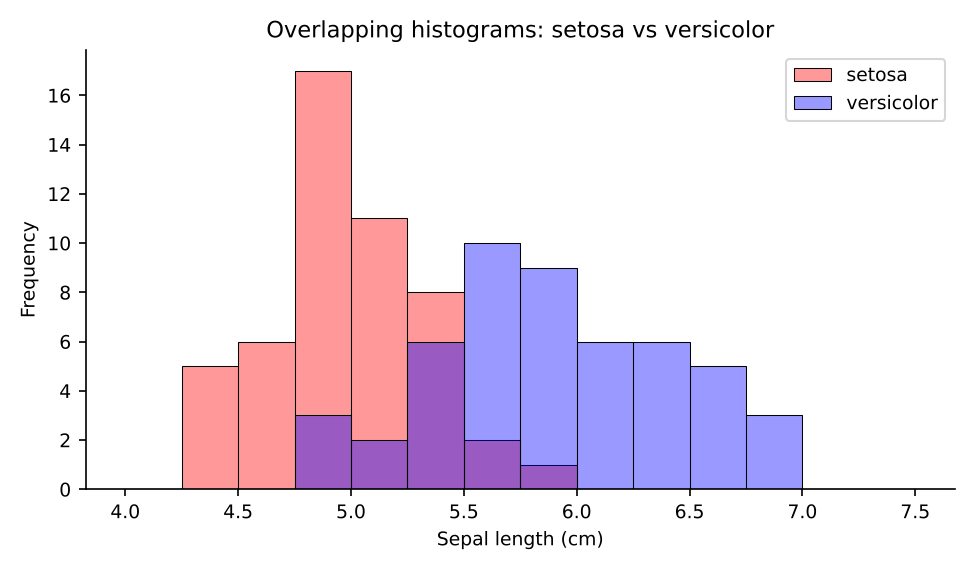 Overlapping histograms: setosa vs versicolor
setosa
versicolor
Frequency
16
14
12
10
8
6
4
2
0
4.0 4.5 5.0 5.5 6.0 6.5 7.0 7.5
Sepal length (cm)